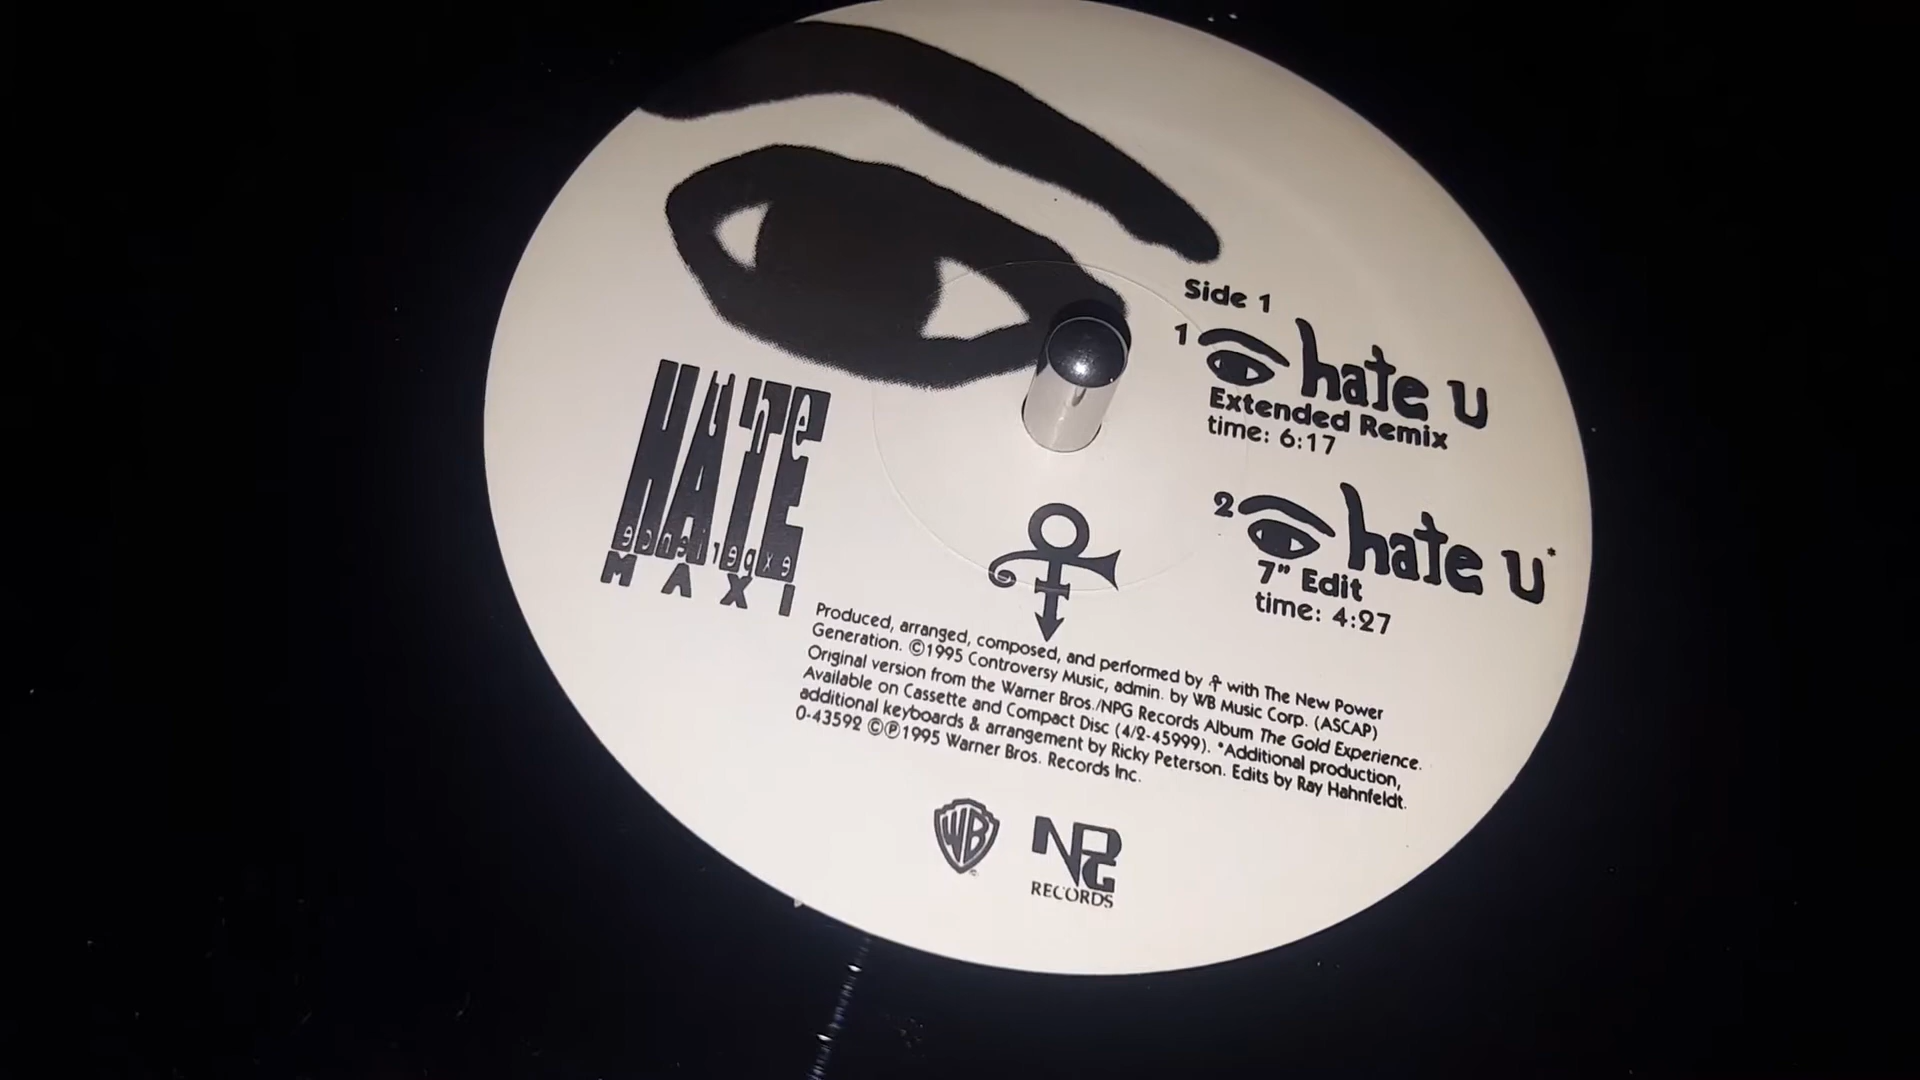 Side 1
1 hate u
Extended Remix
time: 6:17
2 hate u*
7" Edit
time: 4:27
the
HATE
experience
MAXI
Produced, arranged, composed, and performed by with The New Power
Generation. ©1995 Controversy Music, admin. by WB Music Corp. (ASCAP)
Original version from the Warner Bros./NPG Records Album The Gold Experience.
Available on Cassette and Compact Disc (4/2-45999). *Additional production,
additional keyboards & arrangement by Ricky Peterson. Edits by Ray Hahnfeldt.
0-43592 ©℗1995 Warner Bros. Records Inc.
WB
NPG
RECORDS